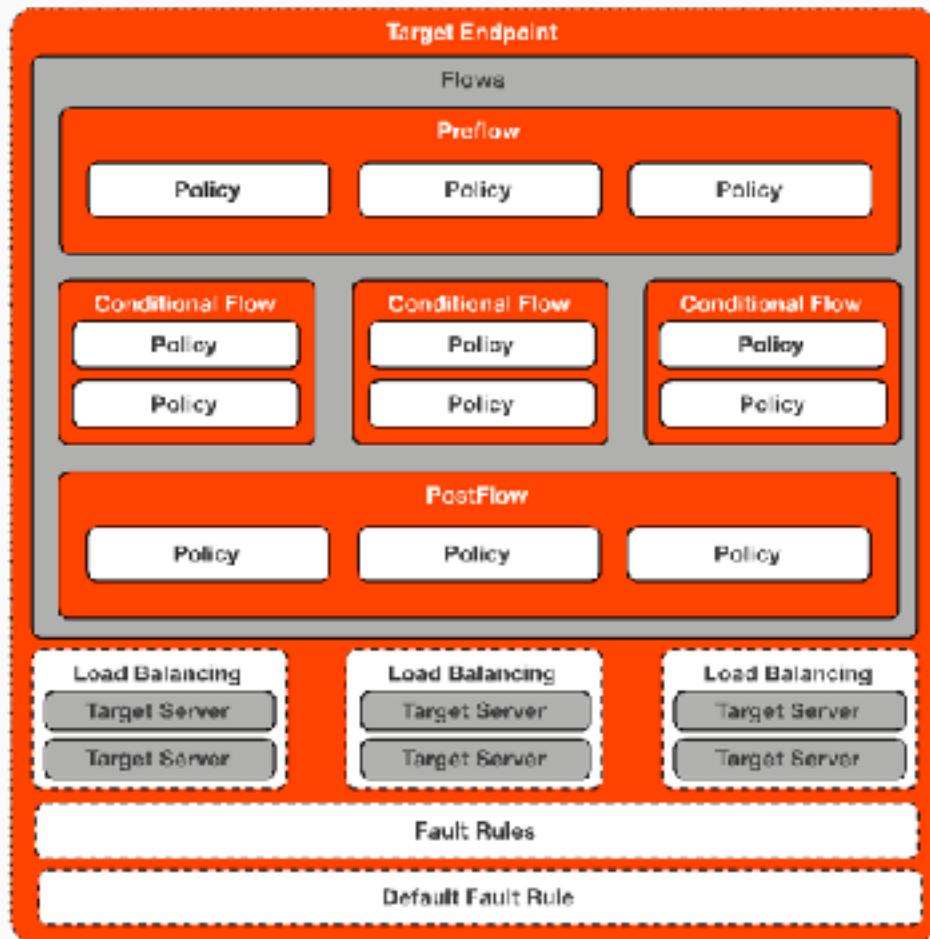 Target Endpoint
Flows
Preflow
Policy Policy Policy
Conditional Flow Conditional Flow Conditional Flow
Policy Policy Policy
Policy Policy Policy
PostFlow
Policy Policy Policy
Load Balancing Load Balancing Load Balancing
Target Server Target Server Target Server
Target Server Target Server Target Server
Fault Rules
Default Fault Rule